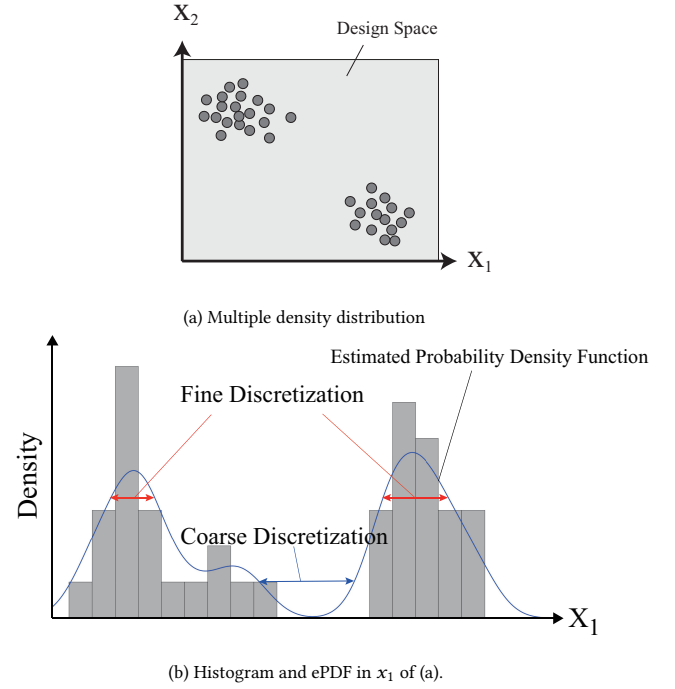 X2
Design Space
X1
(a) Multiple density distribution
Estimated Probability Density Function
Fine Discretization
Density
Coarse Discretization
X1
(b) Histogram and ePDF in x1 of (a).